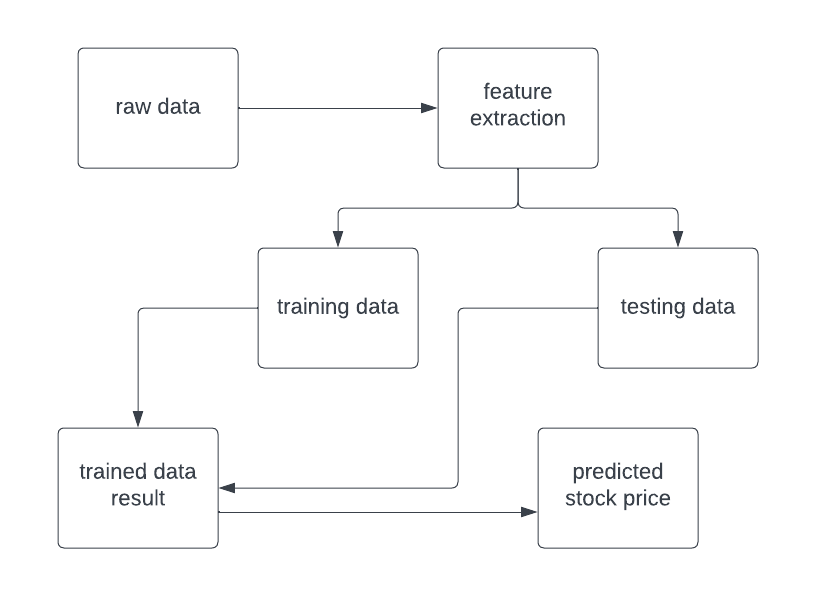 raw data
feature
extraction
training data
testing data
trained data
result
predicted
stock price